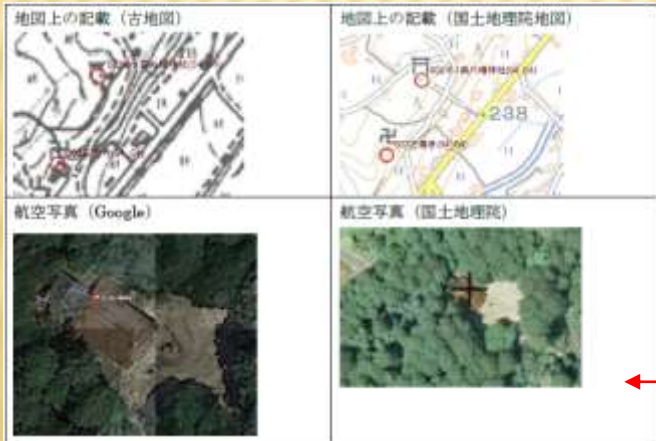 地図上の記載（古地図）
地図上の記載（国土地理院地図）
238
航空写真（Google）
航空写真（国土地理院）